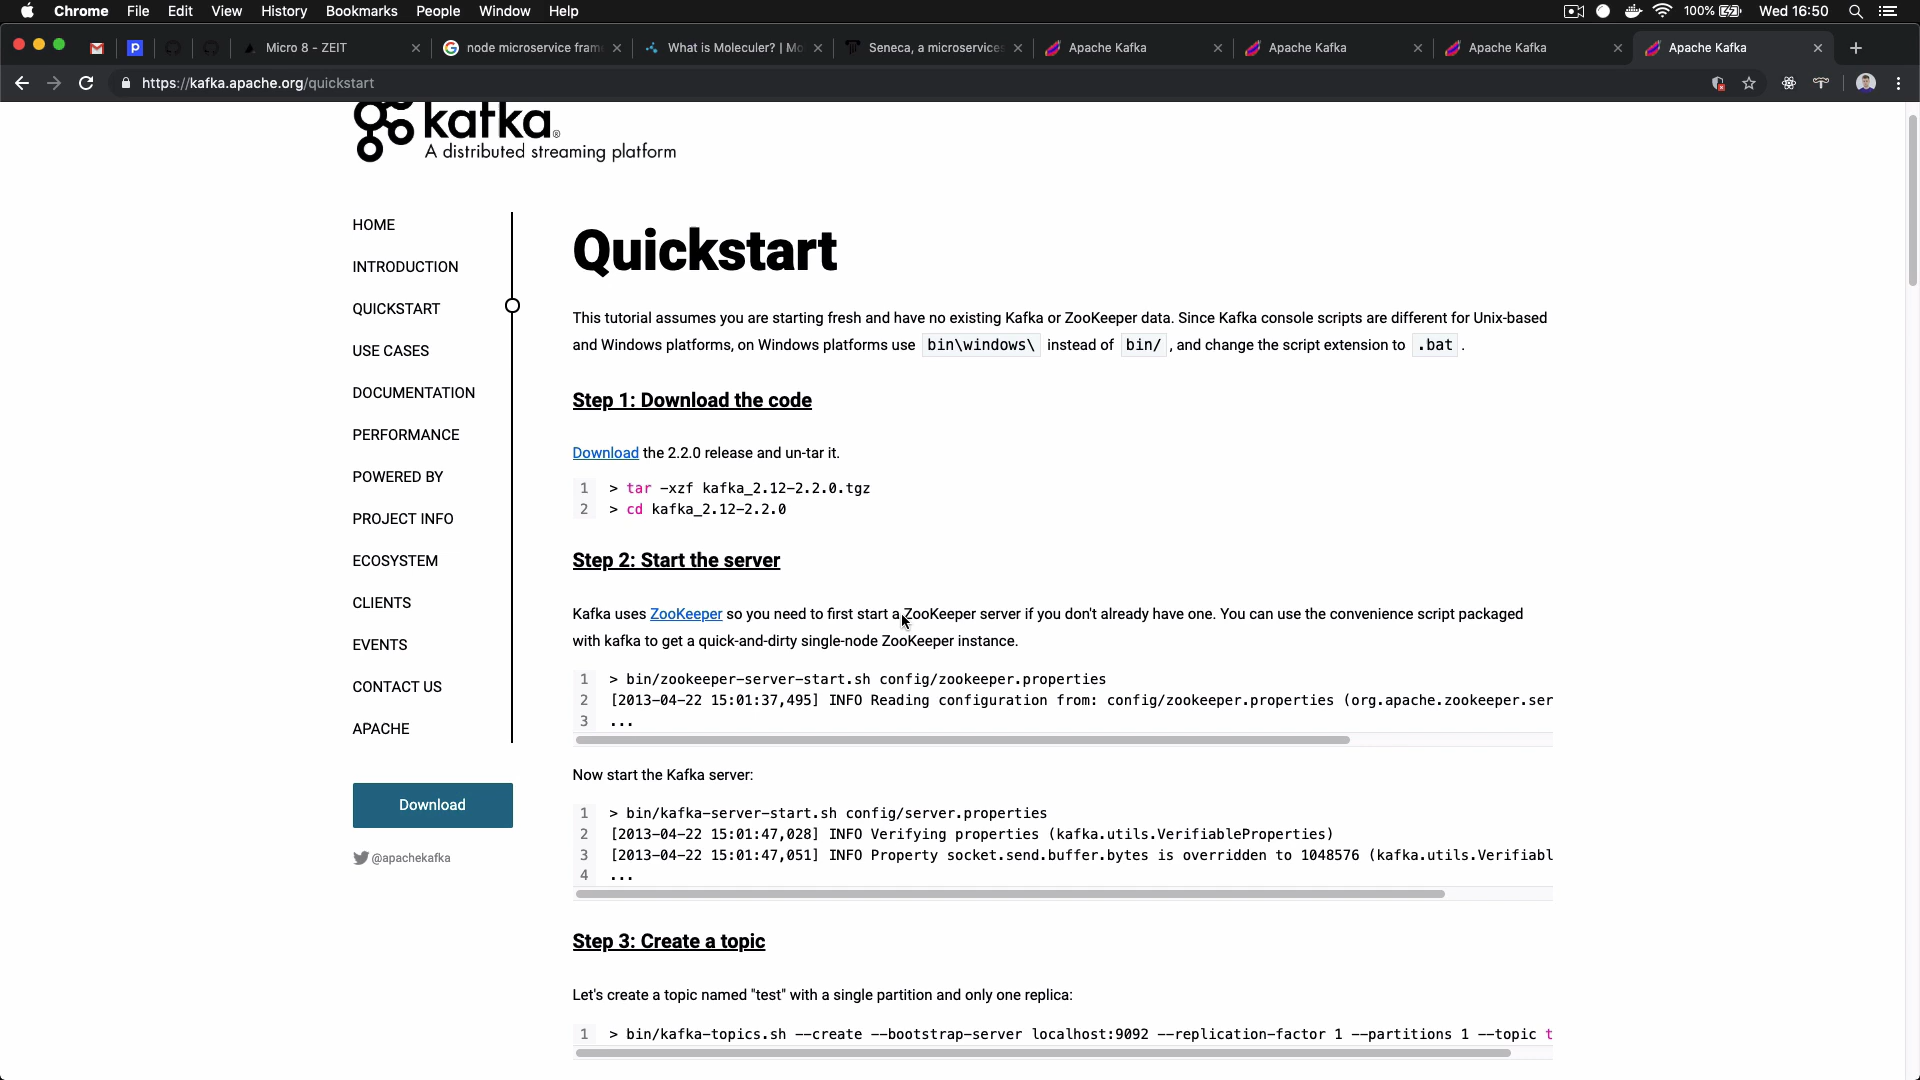 Chrome File Edit View History Bookmarks People Window Help 100% Wed 16:50
Micro 8 - ZEIT
node microservice fram
What is Moleculer? | Mo
Seneca, a microservices
Apache Kafka
Apache Kafka
Apache Kafka
Apache Kafka
https://kafka.apache.org/quickstart
kafka®
A distributed streaming platform
HOME
INTRODUCTION
QUICKSTART
USE CASES
DOCUMENTATION
PERFORMANCE
POWERED BY
PROJECT INFO
ECOSYSTEM
CLIENTS
EVENTS
CONTACT US
APACHE
Download
@apachekafka
Quickstart
This tutorial assumes you are starting fresh and have no existing Kafka or ZooKeeper data. Since Kafka console scripts are different for Unix-based
and Windows platforms, on Windows platforms use bin\windows\ instead of bin/ , and change the script extension to .bat .
Step 1: Download the code
Download the 2.2.0 release and un-tar it.
1 > tar -xzf kafka_2.12-2.2.0.tgz
2 > cd kafka_2.12-2.2.0
Step 2: Start the server
Kafka uses ZooKeeper so you need to first start a ZooKeeper server if you don't already have one. You can use the convenience script packaged
with kafka to get a quick-and-dirty single-node ZooKeeper instance.
1 > bin/zookeeper-server-start.sh config/zookeeper.properties
2 [2013-04-22 15:01:37,495] INFO Reading configuration from: config/zookeeper.properties (org.apache.zookeeper.ser
3 ...
Now start the Kafka server:
1 > bin/kafka-server-start.sh config/server.properties
2 [2013-04-22 15:01:47,028] INFO Verifying properties (kafka.utils.VerifiableProperties)
3 [2013-04-22 15:01:47,051] INFO Property socket.send.buffer.bytes is overridden to 1048576 (kafka.utils.Verifiabl
4 ...
Step 3: Create a topic
Let's create a topic named "test" with a single partition and only one replica:
1 > bin/kafka-topics.sh --create --bootstrap-server localhost:9092 --replication-factor 1 --partitions 1 --topic t